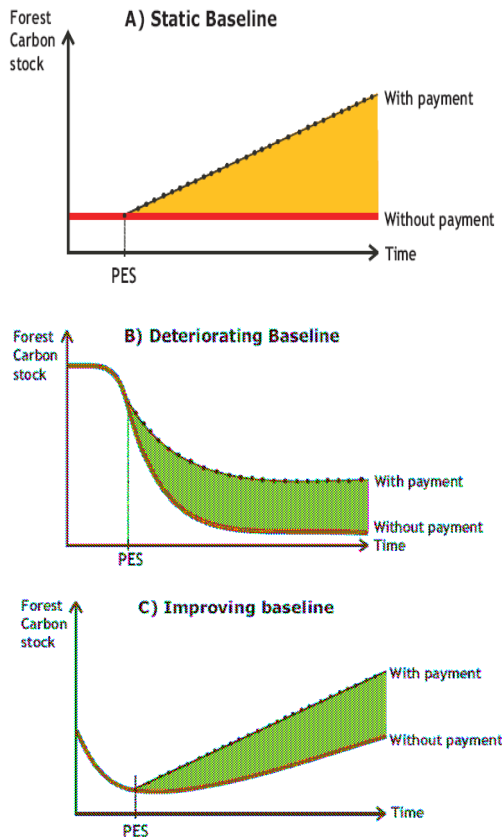 Forest
Carbon
stock
A) Static Baseline
With payment
Without payment
Time
PES
Forest
Carbon
stock
B) Deteriorating Baseline
With payment
Without payment
Time
PES
Forest
Carbon
stock
C) Improving baseline
With payment
Without payment
Time
PES